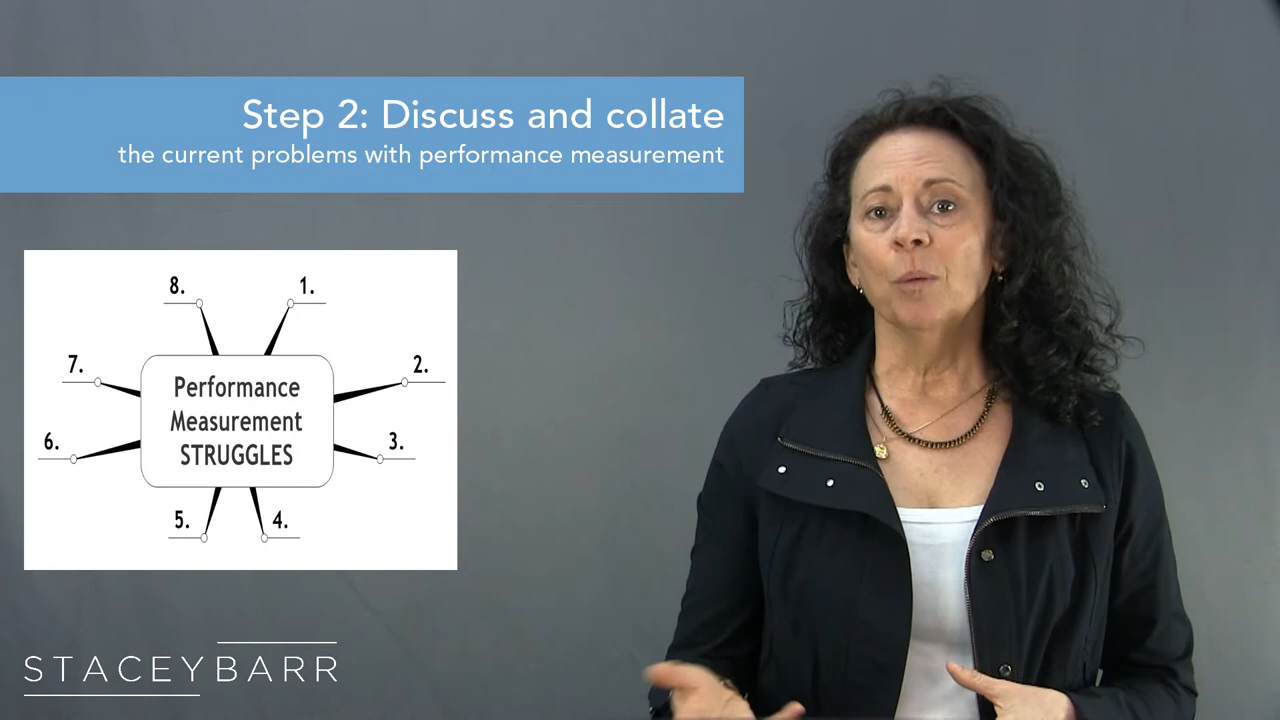 Step 2: Discuss and collate
the current problems with performance measurement
8.
1.
7.
2.
Performance
Measurement
STRUGGLES
6.
3.
5.
4.
STACEYBARR